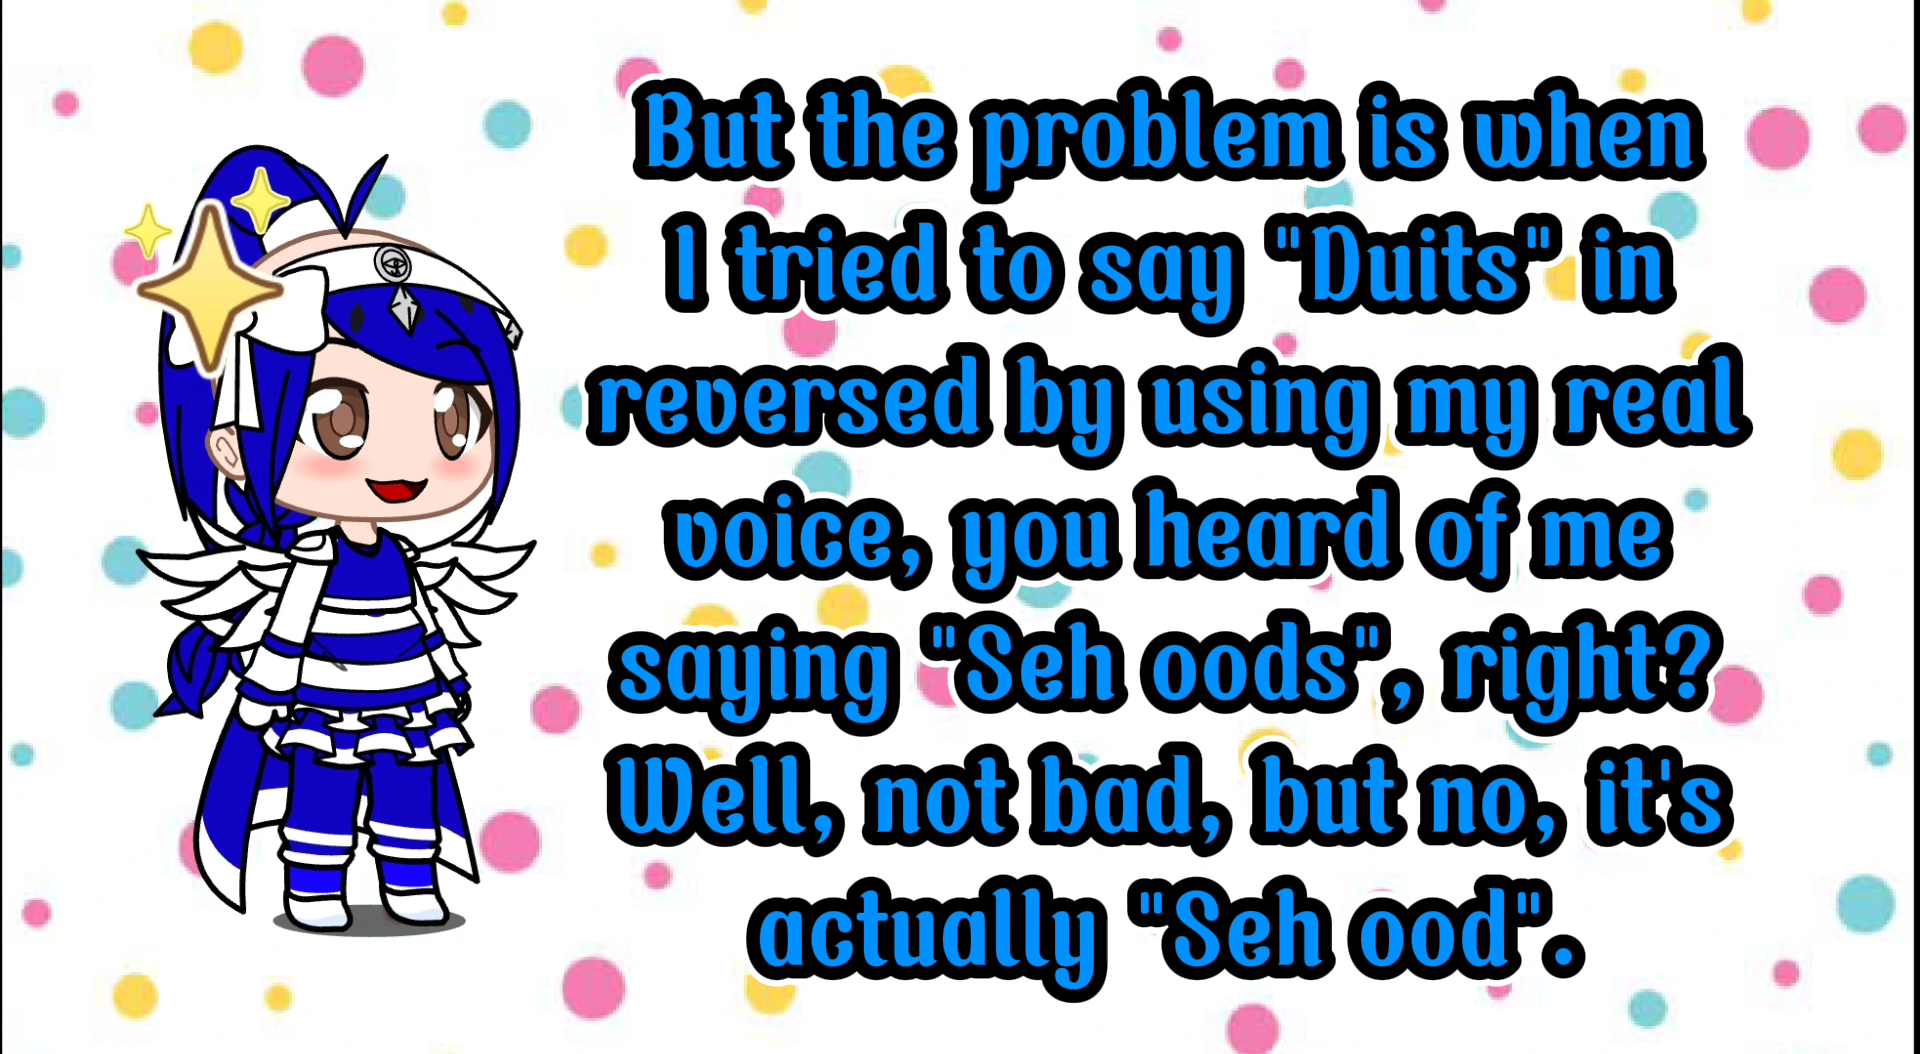 But the problem is when
I tried to say "Duits" in
reversed by using my real
voice, you heard of me
saying "Seh oods", right?
Well, not bad, but no, it's
actually "Seh ood".